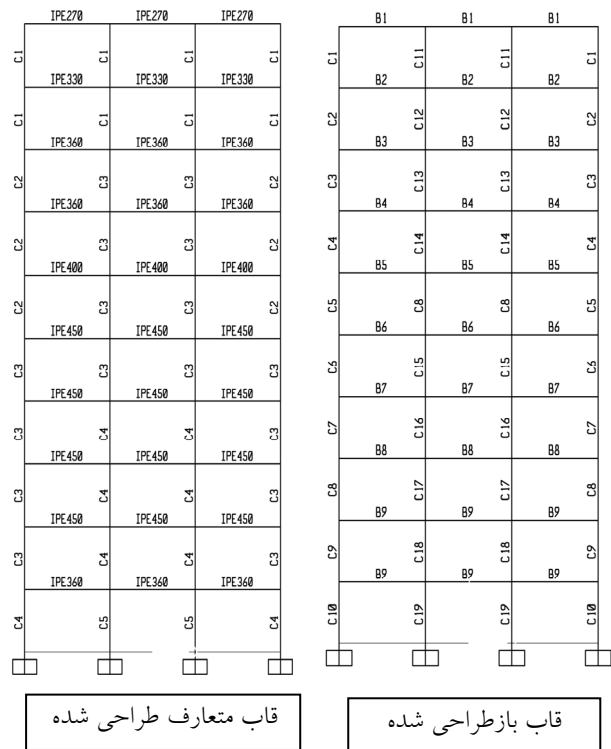 IPE270 IPE270 IPE270
C1 C1 C1 C1
IPE330 IPE330 IPE330
C1 C1 C1 C1
IPE360 IPE360 IPE360
C2 C3 C3 C2
IPE360 IPE360 IPE360
C2 C3 C3 C2
IPE400 IPE400 IPE400
C2 C3 C3 C2
IPE450 IPE450 IPE450
C3 C3 C3 C3
IPE450 IPE450 IPE450
C3 C4 C4 C3
IPE450 IPE450 IPE450
C3 C4 C4 C3
IPE450 IPE450 IPE450
C3 C4 C4 C3
IPE360 IPE360 IPE360
C4 C5 C5 C4
قاب متعارف طراحی شده
B1 B1 B1
C1 C11 C11 C1
B2 B2 B2
C2 C12 C12 C2
B3 B3 B3
C3 C13 C13 C3
B4 B4 B4
C4 C14 C14 C4
B5 B5 B5
C5 C8 C8 C5
B6 B6 B6
C6 C15 C15 C6
B7 B7 B7
C7 C16 C16 C7
B8 B8 B8
C8 C17 C17 C8
B9 B9 B9
C9 C18 C18 C9
B9 B9 B9
C10 C19 C19 C10
قاب بازطراحی شده